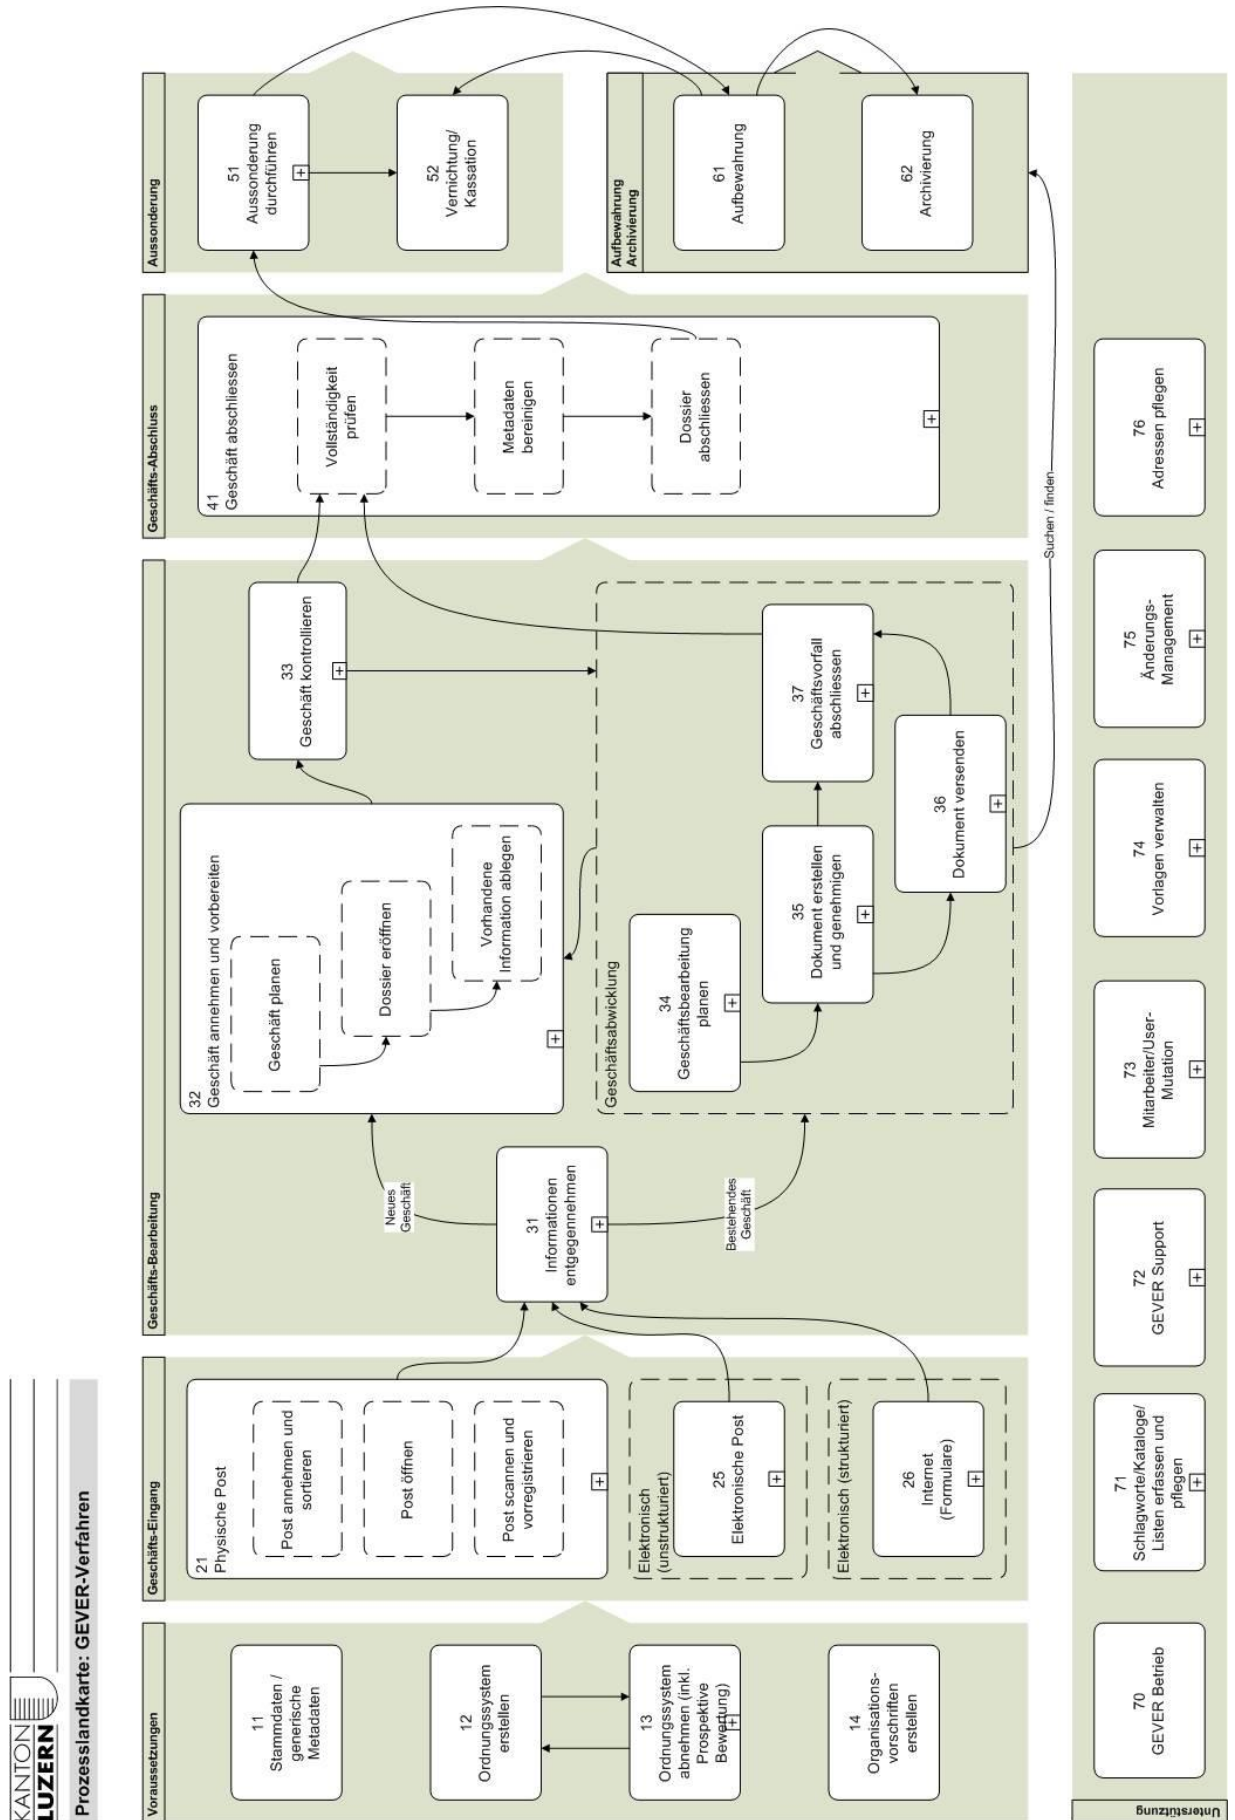 KANTON
LUZERN
Prozesslandkarte: GEVER-Verfahren
Voraussetzungen
11
Stammdaten /
generische
Metadaten
12
Ordnungssystem
erstellen
13
Ordnungssystem
abnehmen (inkl.
Prospektive
Bewertung)
14
Organisations-
vorschriften
erstellen
Geschäfts-Eingang
21
Physische Post
Post annehmen und
sortieren
Post öffnen
Post scannen und
vorregistrieren
Elektronisch
(unstrukturiert)
25
Elektronische Post
Elektronisch (strukturiert)
26
Internet
(Formulare)
Geschäfts-Bearbeitung
31
Informationen
entgegennehmen
Neues
Geschäft
Bestehendes
Geschäft
32
Geschäft annehmen und vorbereiten
Geschäft planen
Dossier eröffnen
Vorhandene
Information ablegen
33
Geschäft kontrollieren
Geschäftsabwicklung
34
Geschäftsbearbeitung
planen
35
Dokument erstellen
und genehmigen
36
Dokument versenden
37
Geschäftsvorfall
abschliessen
Suchen / finden
Geschäfts-Abschluss
41
Geschäft abschliessen
Vollständigkeit
prüfen
Metadaten
bereinigen
Dossier
abschliessen
Aussonderung
51
Aussonderung
durchführen
52
Vernichtung/
Kassation
Aufbewahrung
Archivierung
61
Aufbewahrung
62
Archivierung
Unterstützung
70
GEVER Betrieb
71
Schlagworte/Kataloge/
Listen erfassen und
pflegen
72
GEVER Support
73
Mitarbeiter/User-
Mutation
74
Vorlagen verwalten
75
Änderungs-
Management
76
Adressen pflegen